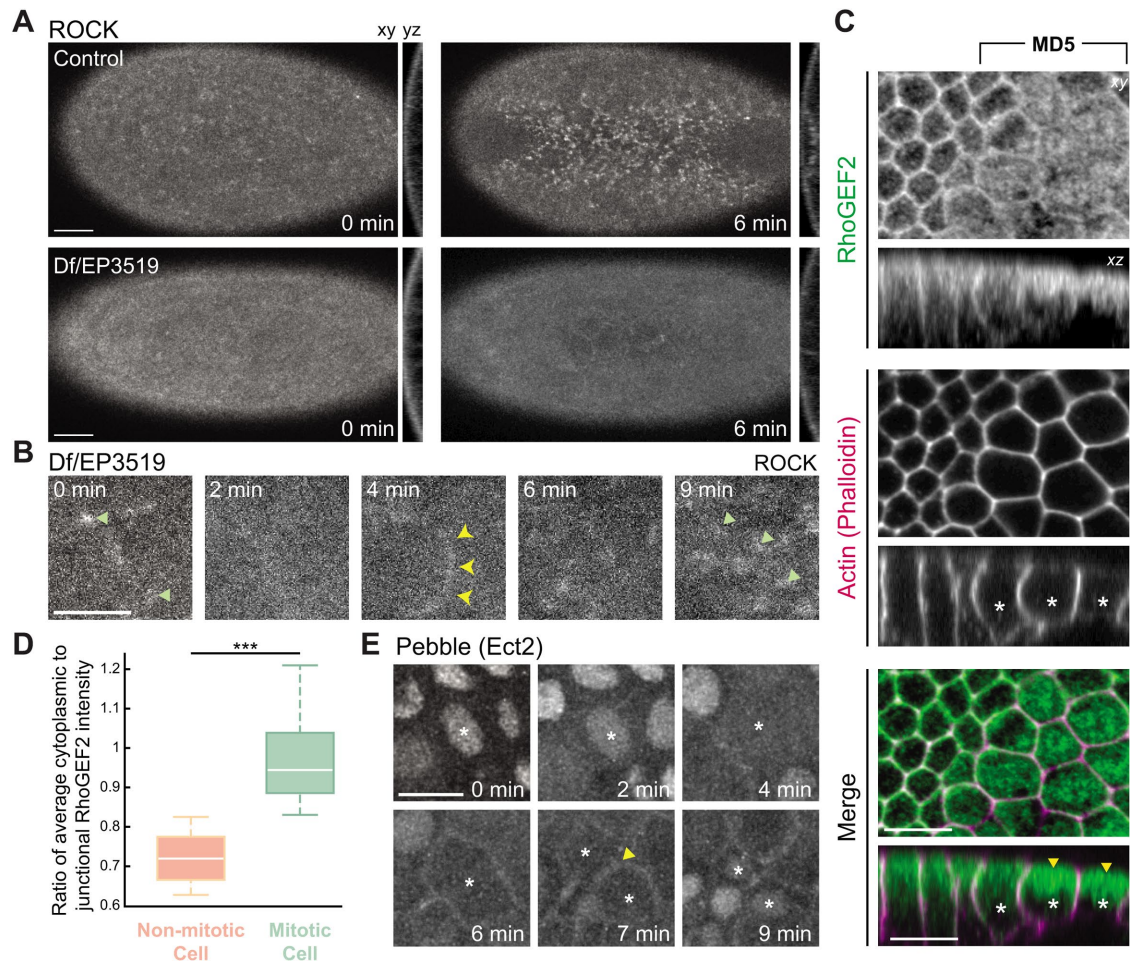 A
ROCK
xy yz
Control
0 min
6 min
Df/EP3519
0 min
6 min
B
Df/EP3519
ROCK
0 min
2 min
4 min
6 min
9 min
C
MD5
RhoGEF2
xy
xz
Actin (Phalloidin)
*
*
*
Merge
*
*
*
D
Ratio of average cytoplasmic to
junctional RhoGEF2 intensity
***
1.2
1.1
1
0.9
0.8
0.7
0.6
Non-mitotic
Cell
Mitotic
Cell
E
Pebble (Ect2)
*
0 min
*
2 min
*
4 min
*
6 min
*
*
7 min
*
*
9 min